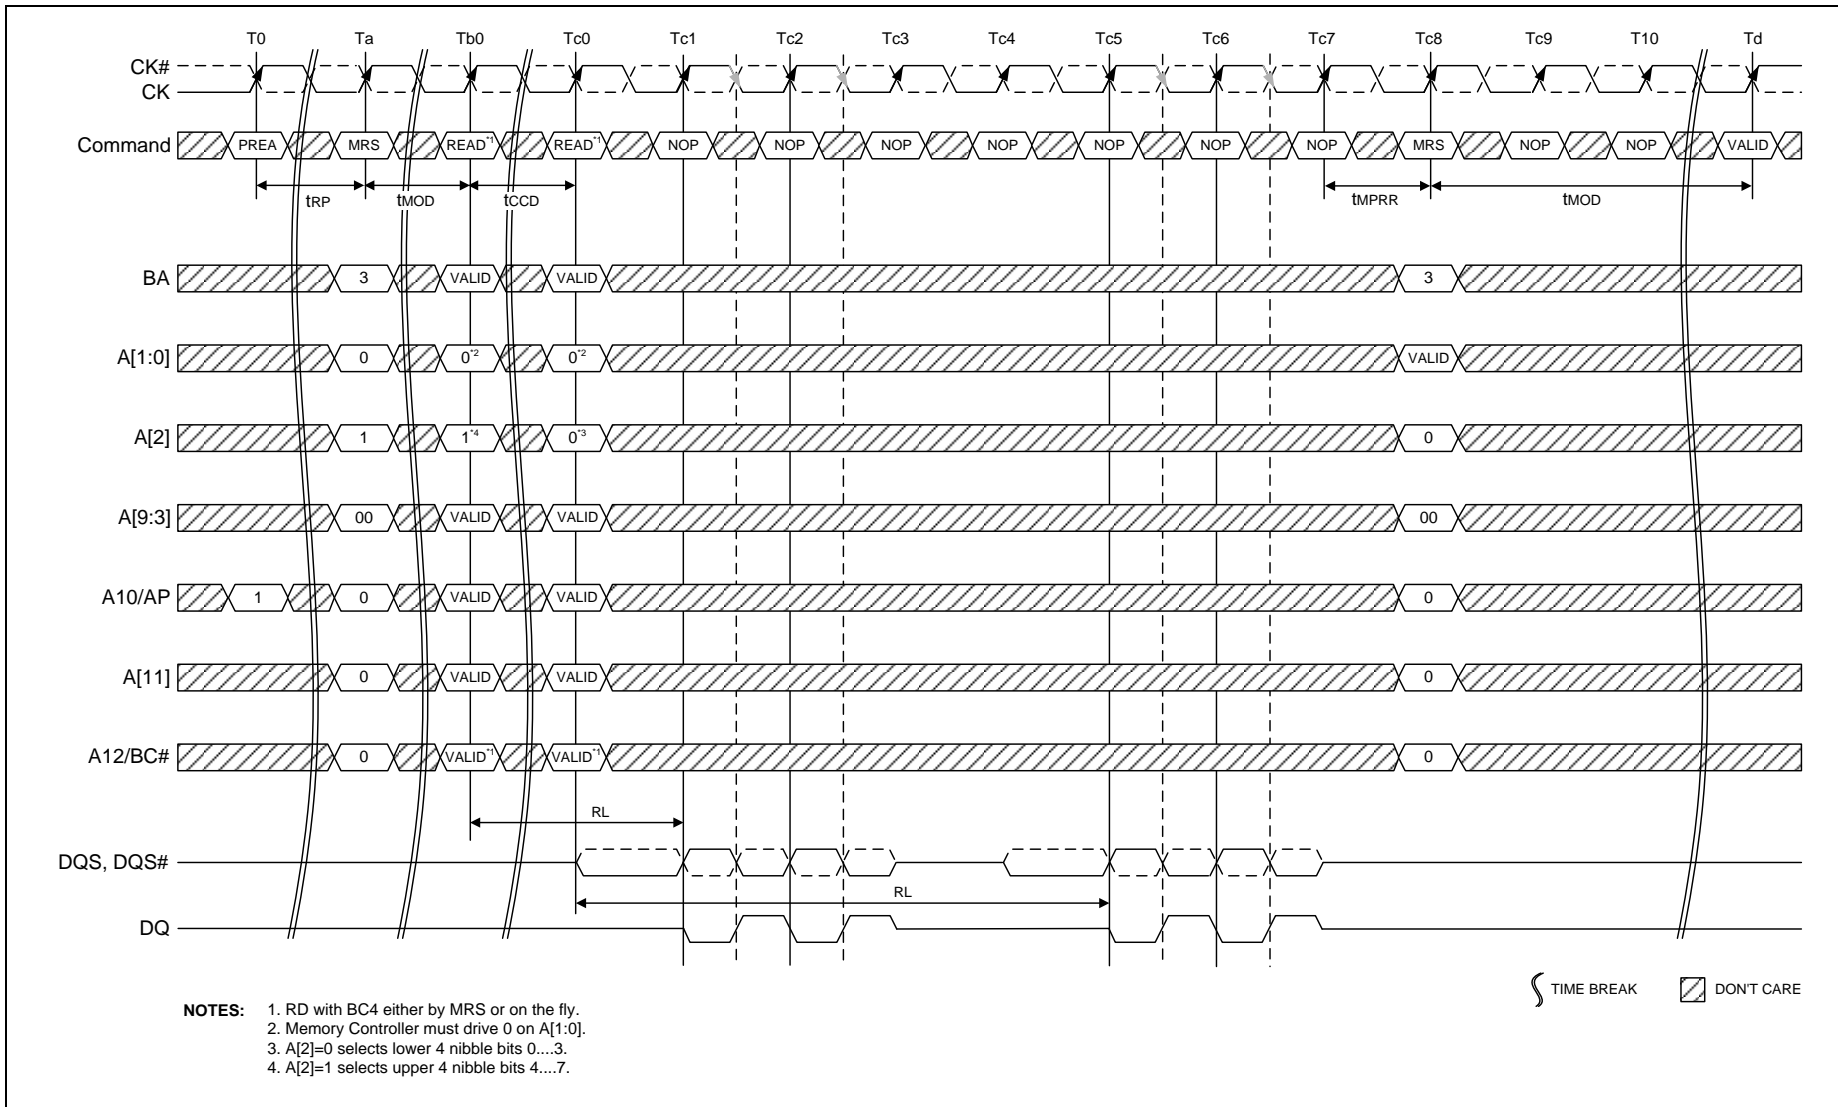 T0 Ta Tb0 Tc0 Tc1 Tc2 Tc3 Tc4 Tc5 Tc6 Tc7 Tc8 Tc9 T10 Td
CK#
CK
Command PREA MRS READ*1 READ*1 NOP NOP NOP NOP NOP NOP NOP MRS NOP NOP VALID
tRP tMOD tCCD tMPRR tMOD
BA 3 VALID VALID 3
A[1:0] 0 0*2 0*2 VALID
A[2] 1 1*4 0*3 0
A[9:3] 00 VALID VALID 00
A10/AP 1 0 VALID VALID 0
A[11] 0 VALID VALID 0
A12/BC# 0 VALID*1 VALID*1 0
RL
DQS, DQS#
RL
DQ
TIME BREAK DON'T CARE
NOTES: 1. RD with BC4 either by MRS or on the fly.
2. Memory Controller must drive 0 on A[1:0].
3. A[2]=0 selects lower 4 nibble bits 0....3.
4. A[2]=1 selects upper 4 nibble bits 4....7.